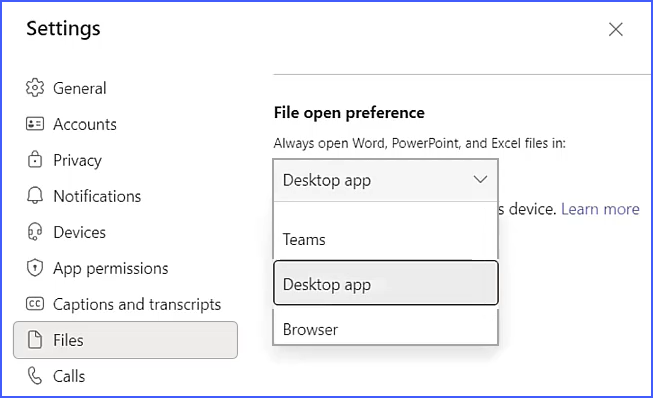 Settings
General
Accounts
Privacy
Notifications
Devices
App permissions
CC Captions and transcripts
Files
Calls
File open preference
Always open Word, PowerPoint, and Excel files in:
Desktop app
s device. Learn more
Teams
Desktop app
Browser